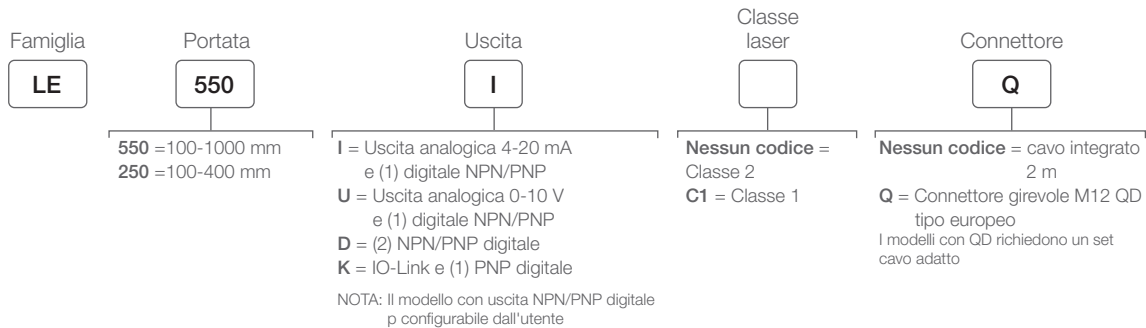 Famiglia
LE
Portata
550
550 =100-1000 mm
250 =100-400 mm
Uscita
I
I = Uscita analogica 4-20 mA
e (1) digitale NPN/PNP
U = Uscita analogica 0-10 V
e (1) digitale NPN/PNP
D = (2) NPN/PNP digitale
K = IO-Link e (1) PNP digitale
NOTA: Il modello con uscita NPN/PNP digitale
p configurabile dall'utente
Classe
laser
Nessun codice =
Classe 2
C1 = Classe 1
Connettore
Q
Nessun codice = cavo integrato
2 m
Q = Connettore girevole M12 QD
tipo europeo
I modelli con QD richiedono un set
cavo adatto